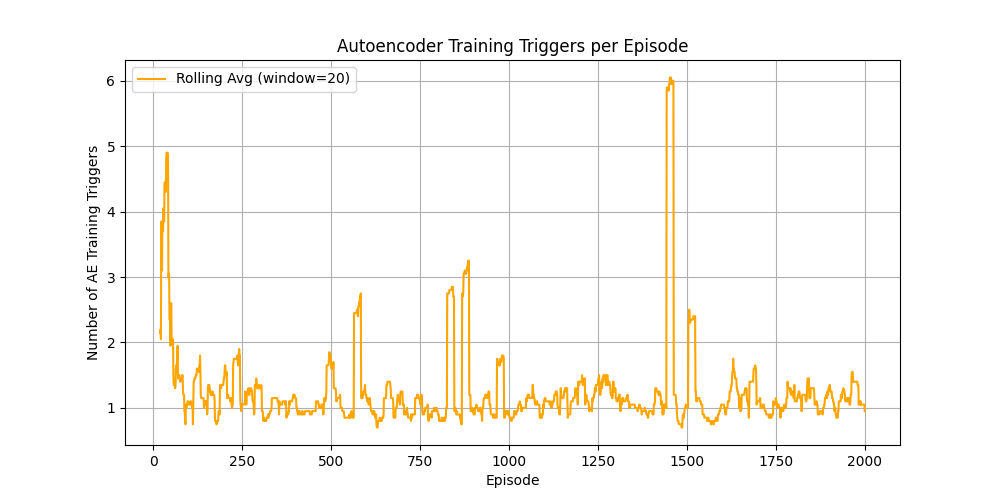 Autoencoder Training Triggers per Episode
Rolling Avg (window=20)
Number of AE Training Triggers
6
5
4
3
2
1
0 250 500 750 1000 1250 1500 1750 2000
Episode